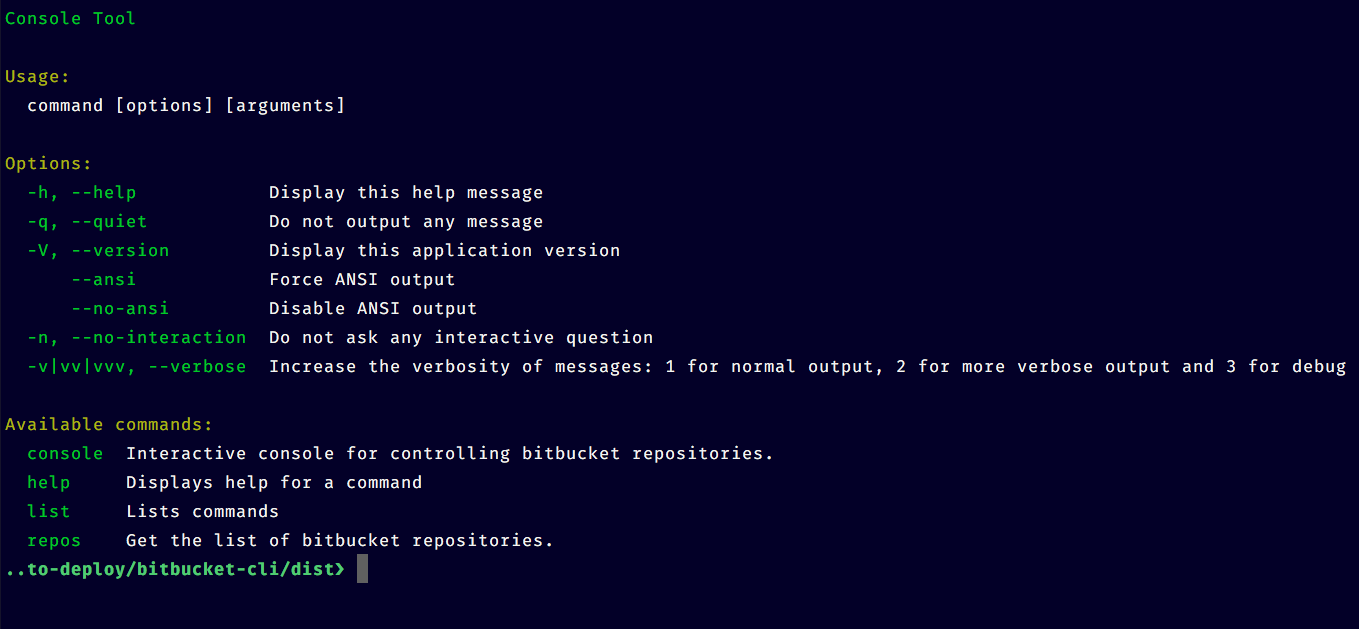 Console Tool
Usage:
command [options] [arguments]
Options:
-h, --help Display this help message
-q, --quiet Do not output any message
-V, --version Display this application version
--ansi Force ANSI output
--no-ansi Disable ANSI output
-n, --no-interaction Do not ask any interactive question
-v|vv|vvv, --verbose Increase the verbosity of messages: 1 for normal output, 2 for more verbose output and 3 for debug
Available commands:
console Interactive console for controlling bitbucket repositories.
help Displays help for a command
list Lists commands
repos Get the list of bitbucket repositories.
..to-deploy/bitbucket-cli/dist❯